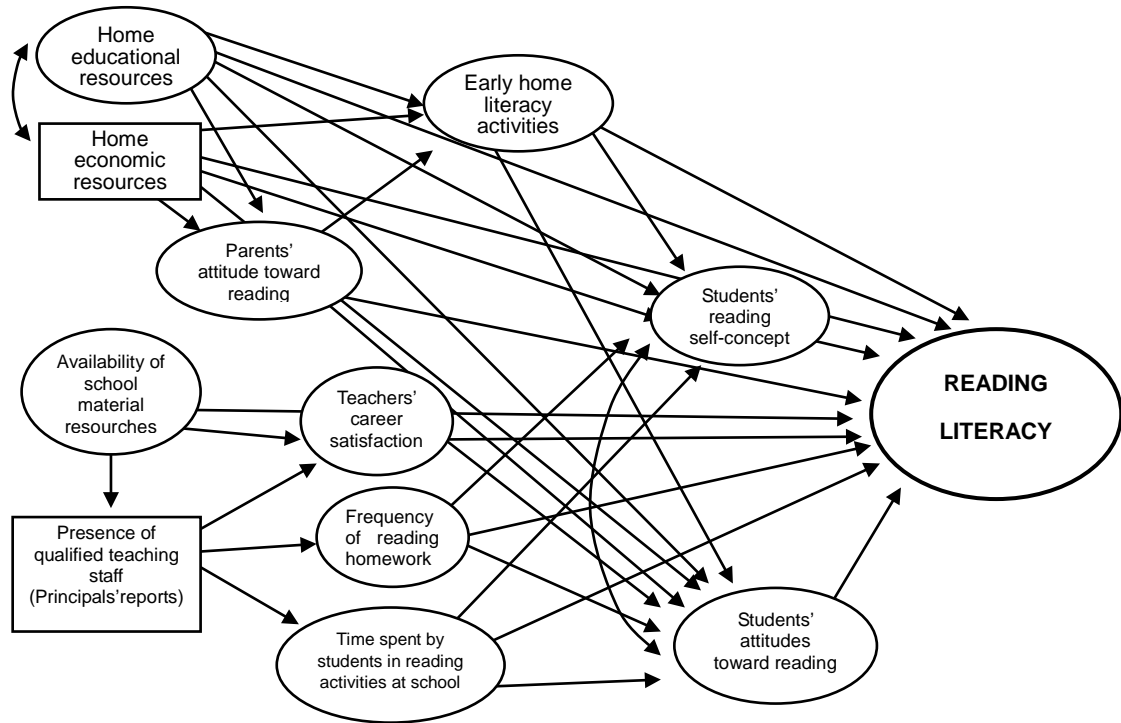 Home
educational
resources
Early home
literacy
activities
Home
economic
resources
Parents'
attitude toward
reading
Students'
reading
self-concept
Availability of
school
material
resourches
Teachers'
career
satisfaction
READING
LITERACY
Presence of
qualified teaching
staff
(Principals'reports)
Frequency
of reading
homework
Time spent by
students in reading
activities at school
Students'
attitudes
toward reading